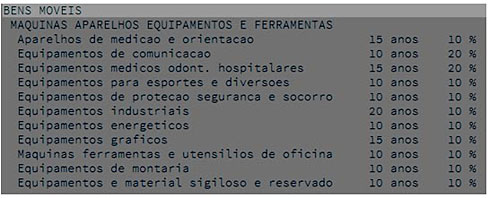 BENS MOVEIS
MAQUINAS APARELHOS EQUIPAMENTOS E FERRAMENTAS
Aparelhos de medicao e orientacao 15 anos 10 %
Equipamentos de comunicacao 10 anos 20 %
Equipamentos medicos odont. hospitalares 15 anos 20 %
Equipamentos para esportes e diversoes 10 anos 10 %
Equipamentos de protecao seguranca e socorro 10 anos 10 %
Equipamentos industriais 20 anos 10 %
Equipamentos energeticos 10 anos 10 %
Equipamentos graficos 15 anos 10 %
Maquinas ferramentas e utensilios de oficina 10 anos 10 %
Equipamentos de montaria 10 anos 10 %
Equipamentos e material sigiloso e reservado 10 anos 10 %